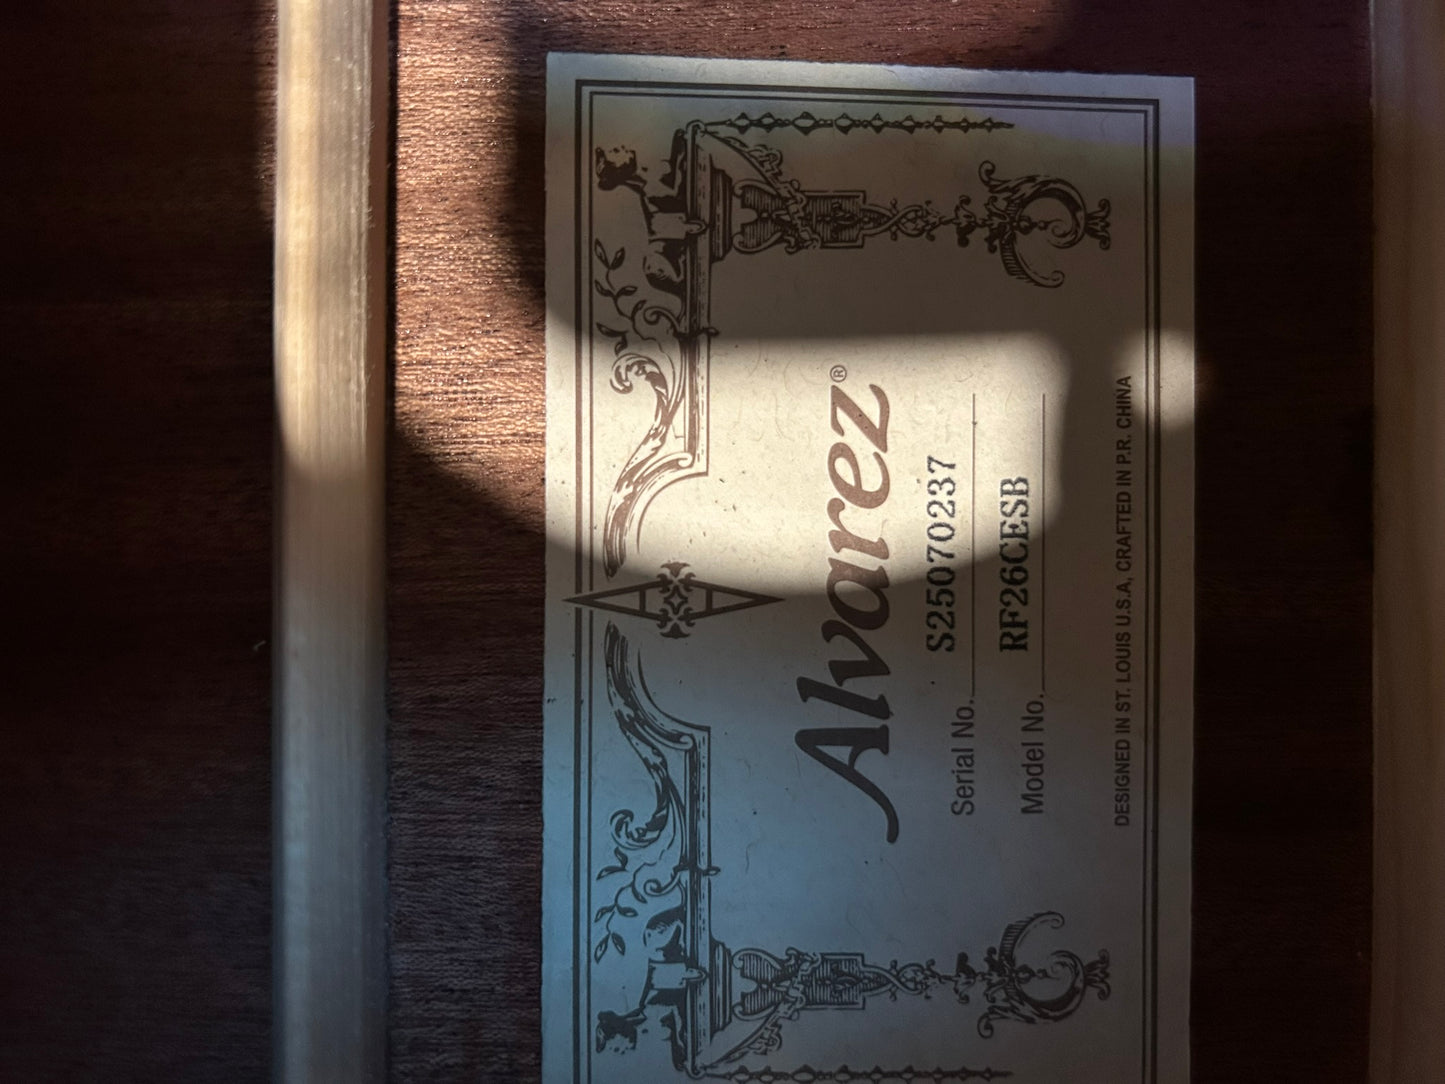 Alvarez®
Serial No. S25070237
Model No. RF26CESB
DESIGNED IN ST. LOUIS U.S.A, CRAFTED IN P.R. CHINA